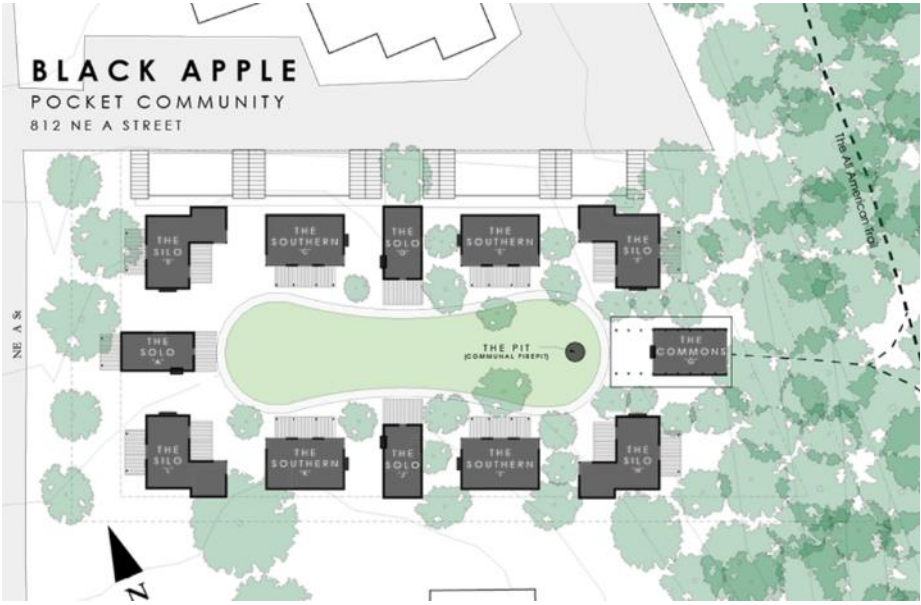 BLACK APPLE
POCKET COMMUNITY
812 NE A STREET
The All American Trail
THE
SILO
"B"
THE
SOUTHERN
"C"
THE
SOLO
"D"
THE
SOUTHERN
"E"
THE
SILO
"F"
NE A St
THE
SOLO
"A"
THE PIT
(COMMUNAL FIREPIT)
THE
COMMONS
"G"
THE
SILO
"L"
THE
SOUTHERN
"K"
THE
SOLO
"J"
THE
SOUTHERN
"I"
THE
SILO
"H"
N